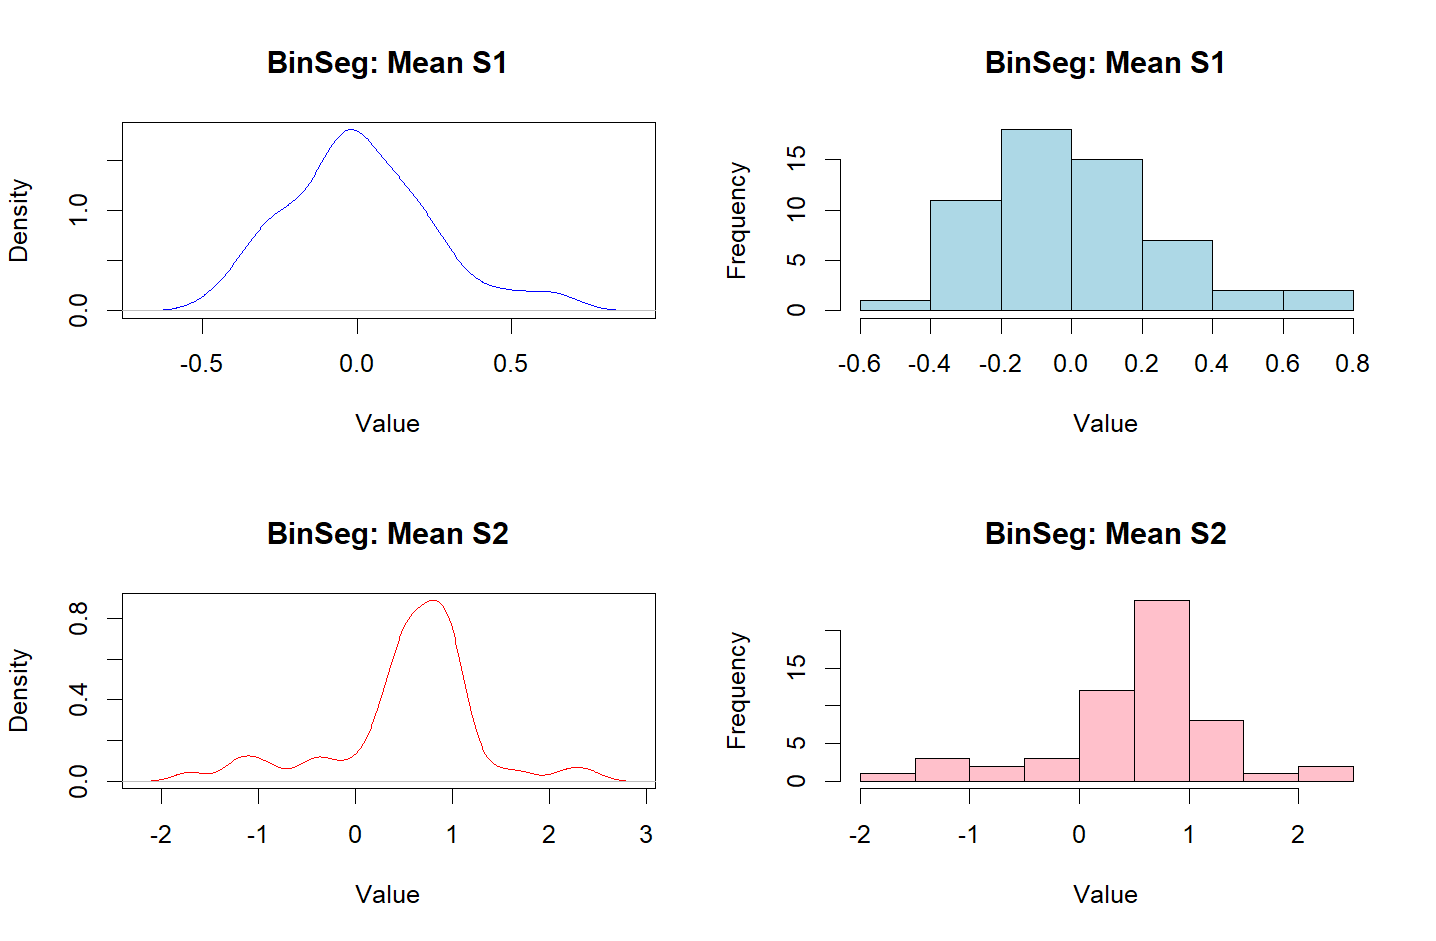 BinSeg: Mean S1
Density
0.0 1.0
-0.5 0.0 0.5
Value
BinSeg: Mean S1
Frequency
0 5 10 15
-0.6 -0.4 -0.2 0.0 0.2 0.4 0.6 0.8
Value
BinSeg: Mean S2
Density
0.0 0.4 0.8
-2 -1 0 1 2 3
Value
BinSeg: Mean S2
Frequency
0 5 15
-2 -1 0 1 2
Value